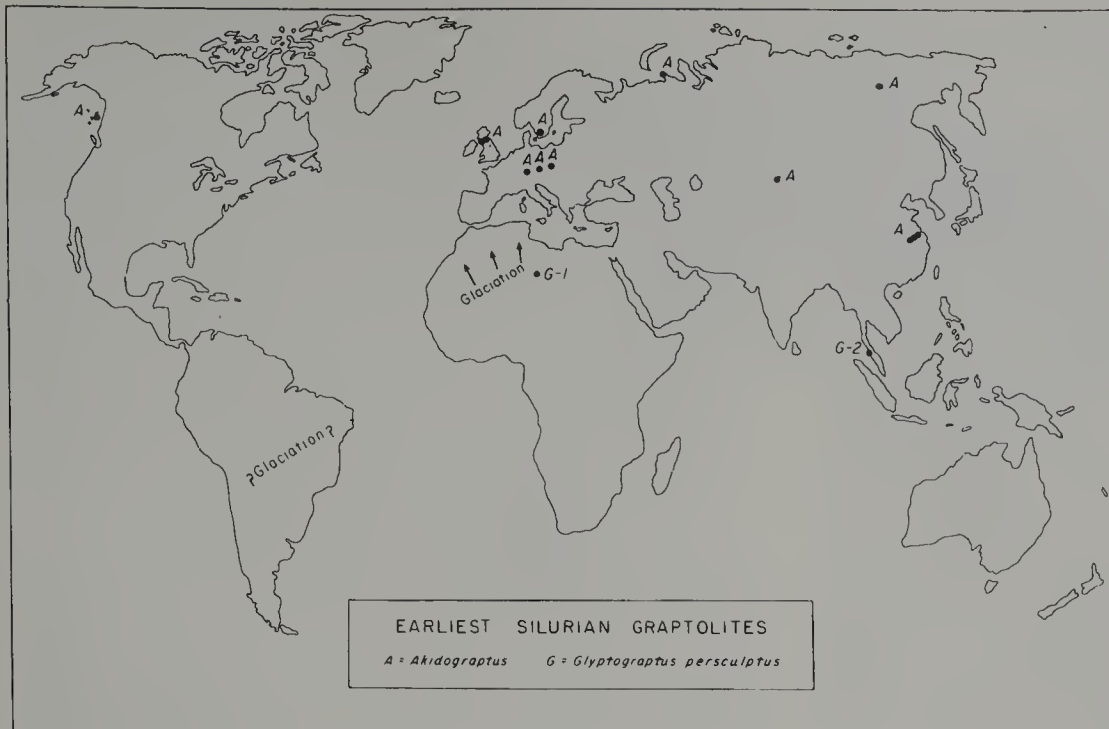 A
A
A
A
A
A A A
A
A
Glaciation
G-1
G-2
?Glaciation?
EARLIEST SILURIAN GRAPTOLITES
A = Akidograptus G = Glyptograptus persculptus